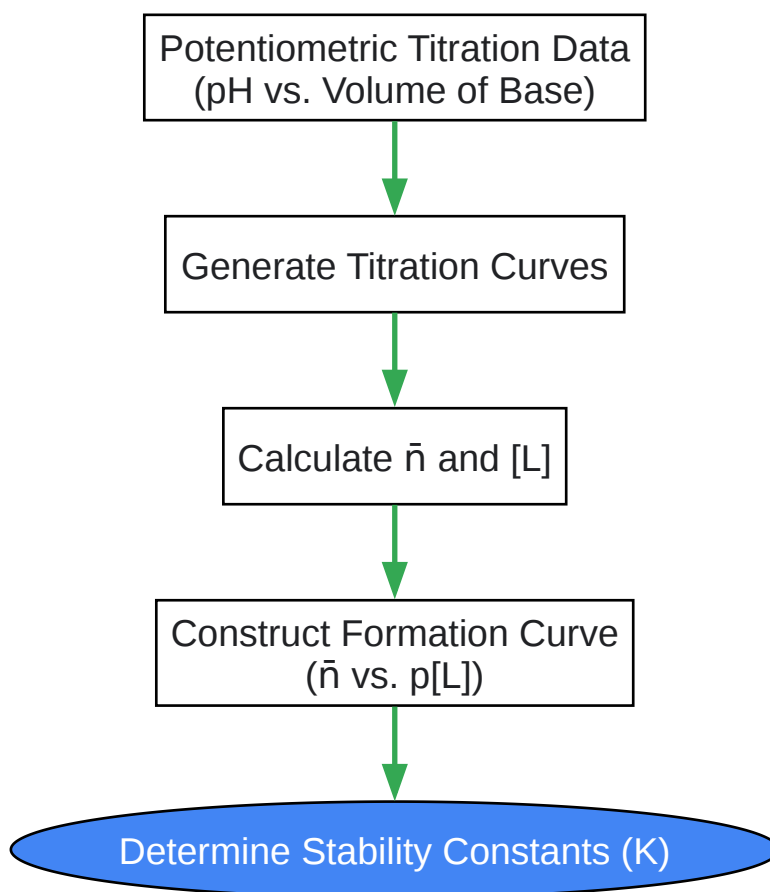 Potentiometric Titration Data
(pH vs. Volume of Base)
Generate Titration Curves
Calculate n̄ and [L]
Construct Formation Curve
(n̄ vs. p[L])
Determine Stability Constants (K)